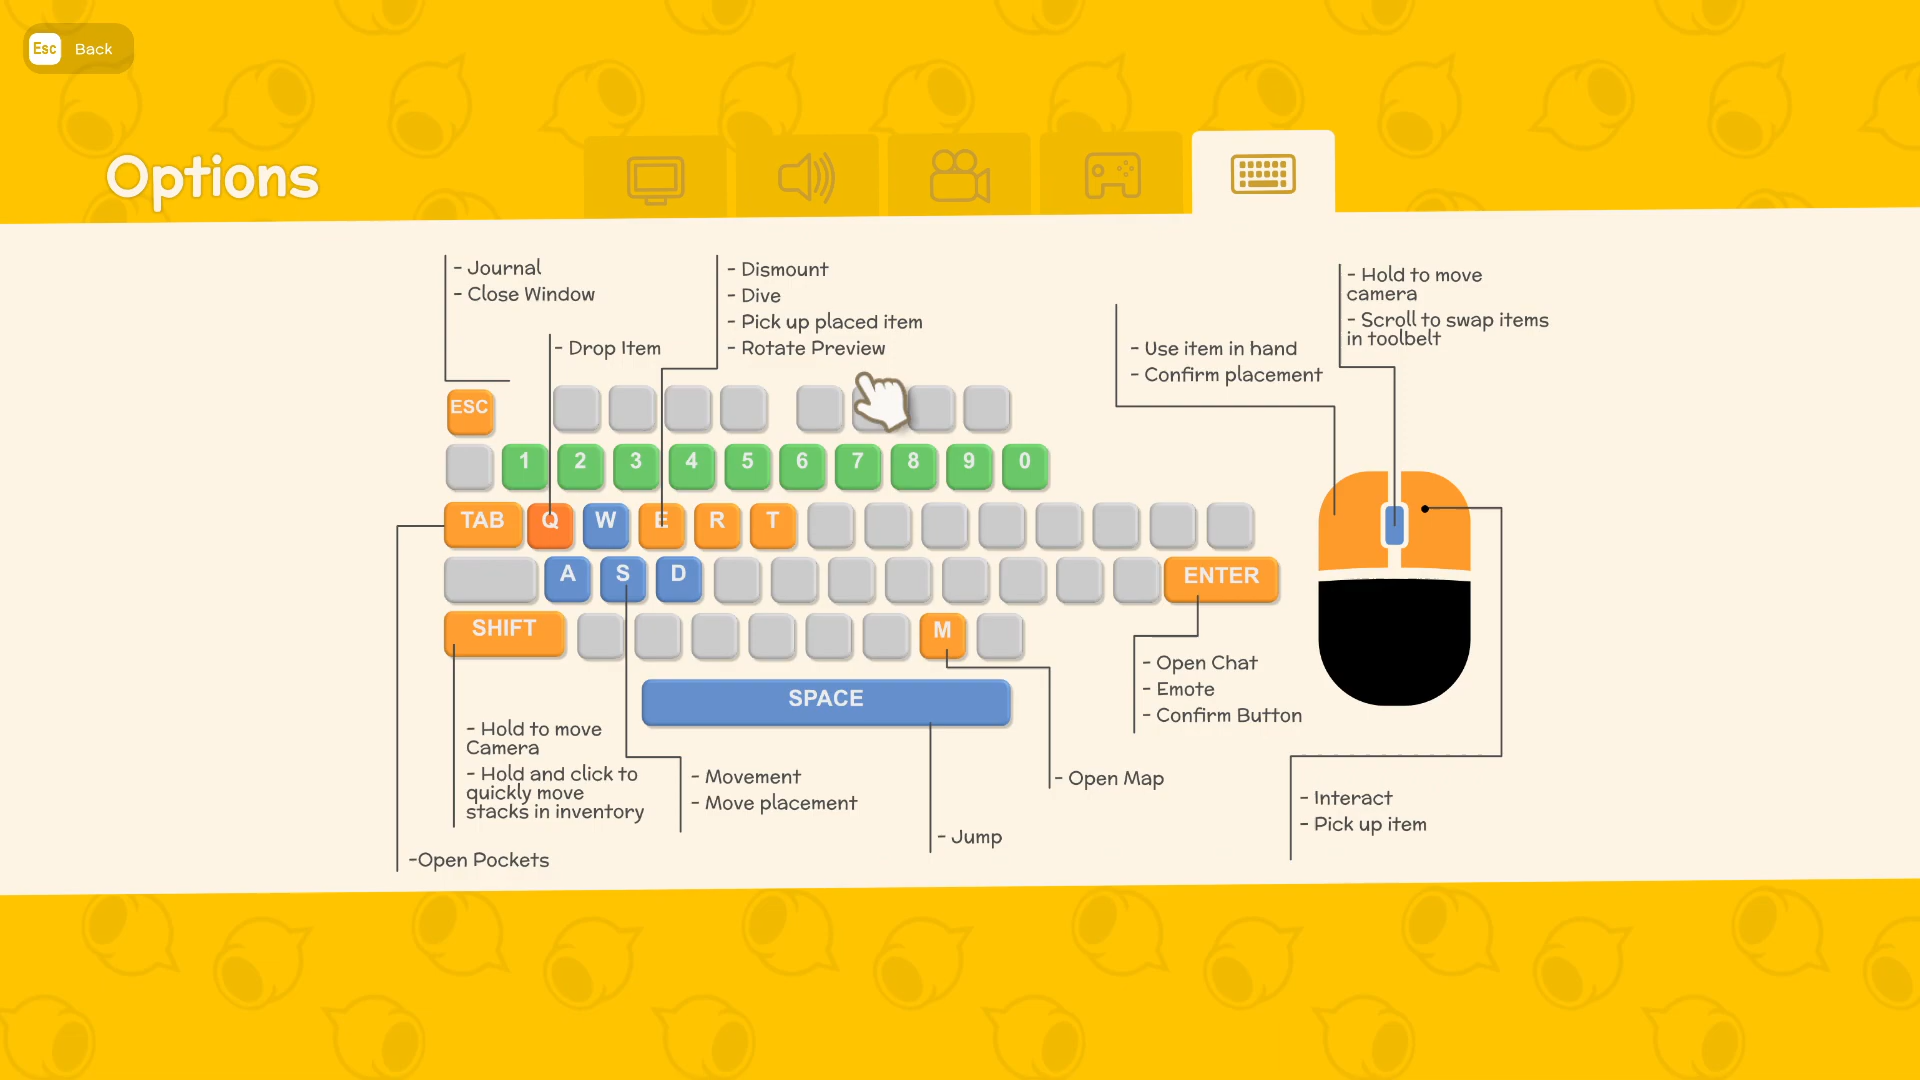 Esc Back
Options
- Journal
- Close Window
- Drop Item
- Dismount
- Dive
- Pick up placed item
- Rotate Preview
- Use item in hand
- Confirm placement
- Hold to move
camera
- Scroll to swap items
in toolbelt
ESC
1 2 3 4 5 6 7 8 9 0
TAB Q W E R T
A S D ENTER
SHIFT M
SPACE
- Hold to move
Camera
- Hold and click to
quickly move
stacks in inventory
-Open Pockets
- Movement
- Move placement
- Jump
- Open Map
- Open Chat
- Emote
- Confirm Button
- Interact
- Pick up item